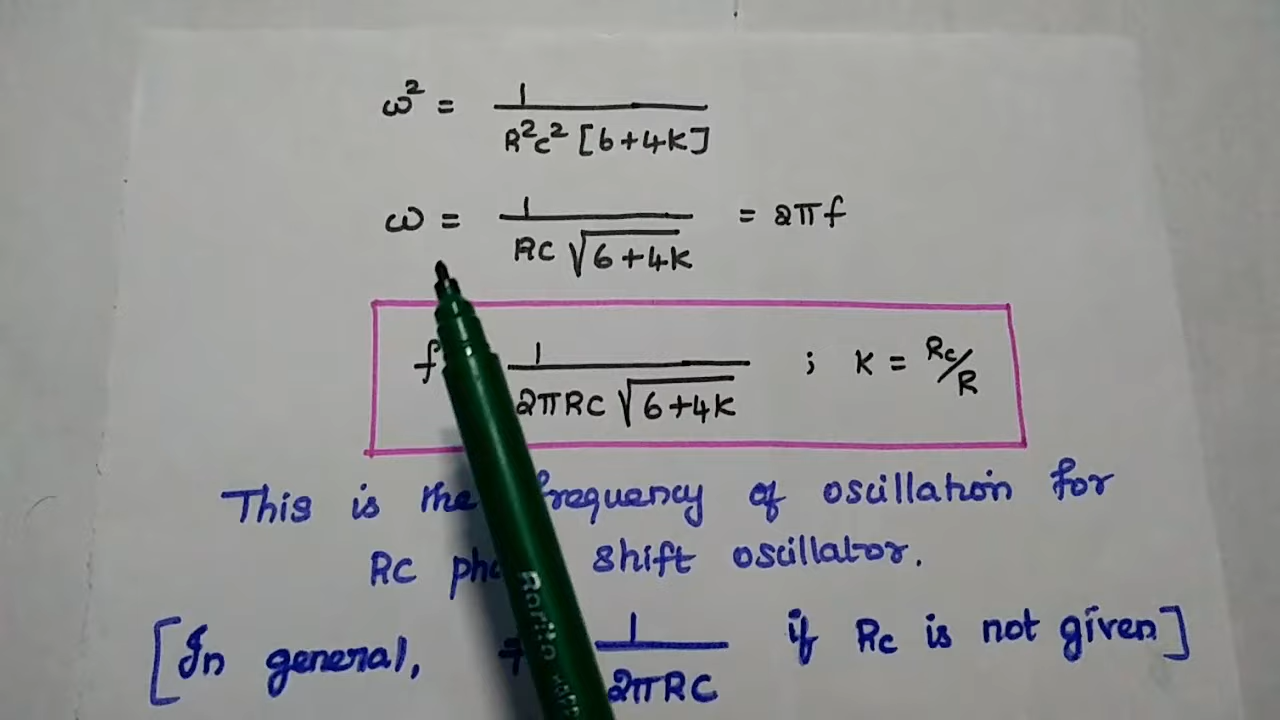 ω² = 1 / R²C² [6+4K]
ω = 1 / RC √6+4K = 2πf
f 1 / 2πRC √6+4K ; K = Rc/R
This is the frequency of oscillation for
RC shift oscillator.
[In general, 1 / 2πRC if Rc is not given]